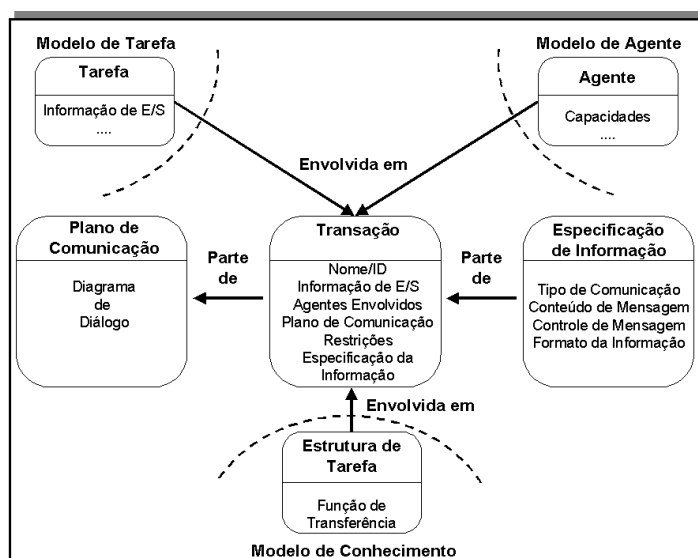 Modelo de Tarefa
Tarefa
Informação de E/S
....
Modelo de Agente
Agente
Capacidades
....
Envolvida em
Plano de
Comunicação
Diagrama
de
Diálogo
Parte
de
Transação
Nome/ID
Informação de E/S
Agentes Envolvidos
Plano de Comunicação
Restrições
Especificação da
Informação
Parte
de
Especificação
de Informação
Tipo de Comunicação
Conteúdo de Mensagem
Controle de Mensagem
Formato da Informação
Envolvida em
Estrutura de
Tarefa
Função de
Transferência
Modelo de Conhecimento